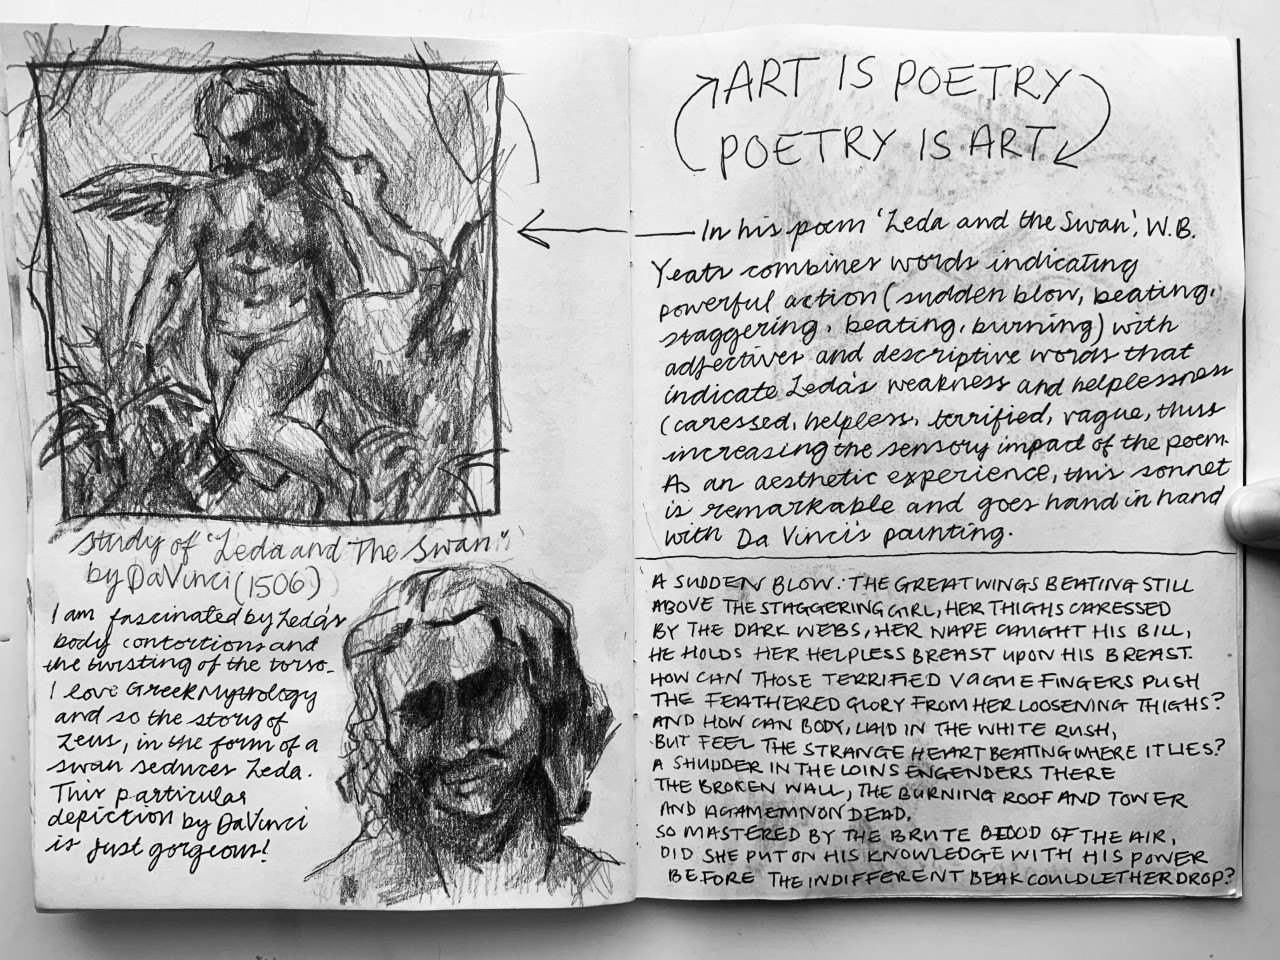 Study of "Leda and The Swan"
by DaVinci (1506)
I am fascinated by Leda's
body contortions and
the twisting of the torso.
I love Greek Mythology
and so the story of
Zeus, in the form of a
swan seduces Leda.
This particular
depiction by DaVinci
is just gorgeous!
ART IS POETRY
POETRY IS ART
In his poem 'Leda and the Swan', W.B.
Yeats combines words indicating
powerful action (sudden blow, beating,
staggering, beating, burning) with
adjectives and descriptive words that
indicate Leda's weakness and helplessness
(caressed, helpless, terrified, vague, thus
increasing the sensory impact of the poem.
As an aesthetic experience, this sonnet
is remarkable and goes hand in hand
with Da Vinci's painting.
A SUDDEN BLOW: THE GREAT WINGS BEATING STILL
ABOVE THE STAGGERING GIRL, HER THIGHS CARESSED
BY THE DARK WEBS, HER NAPE CAUGHT HIS BILL,
HE HOLDS HER HELPLESS BREAST UPON HIS BREAST.
HOW CAN THOSE TERRIFIED VAGUE FINGERS PUSH
THE FEATHERED GLORY FROM HER LOOSENING THIGHS?
AND HOW CAN BODY, LAID IN THE WHITE RUSH,
BUT FEEL THE STRANGE HEART BEATING WHERE IT LIES?
A SHUDDER IN THE LOINS ENGENDERS THERE
THE BROKEN WALL, THE BURNING ROOF AND TOWER
AND AGAMEMNON DEAD.
SO MASTERED BY THE BRUTE BLOOD OF THE AIR,
DID SHE PUT ON HIS KNOWLEDGE WITH HIS POWER
BEFORE THE INDIFFERENT BEAK COULD LET HER DROP?